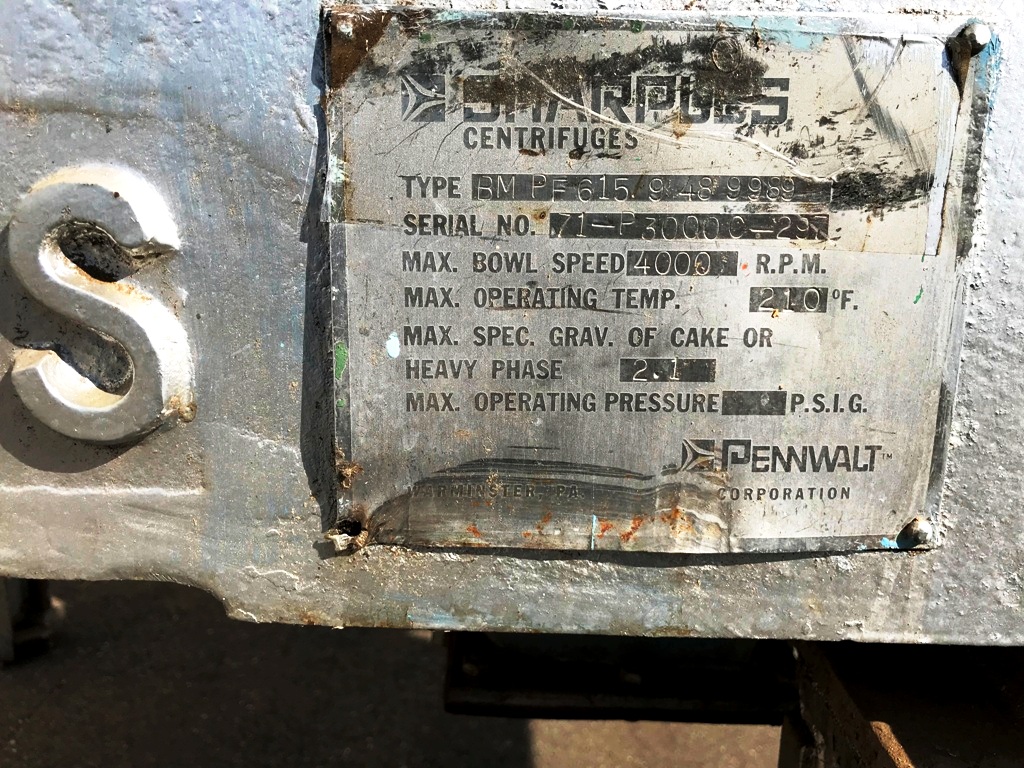 S
SHARPLES
CENTRIFUGES
TYPE BM PF 615/9 48 9989
SERIAL NO. 71-P3000C-297
MAX. BOWL SPEED 4000 R.P.M.
MAX. OPERATING TEMP. 210 °F.
MAX. SPEC. GRAV. OF CAKE OR
HEAVY PHASE 2.1
MAX. OPERATING PRESSURE P.S.I.G.
PENNWALT™
WARMINSTER, PA. CORPORATION